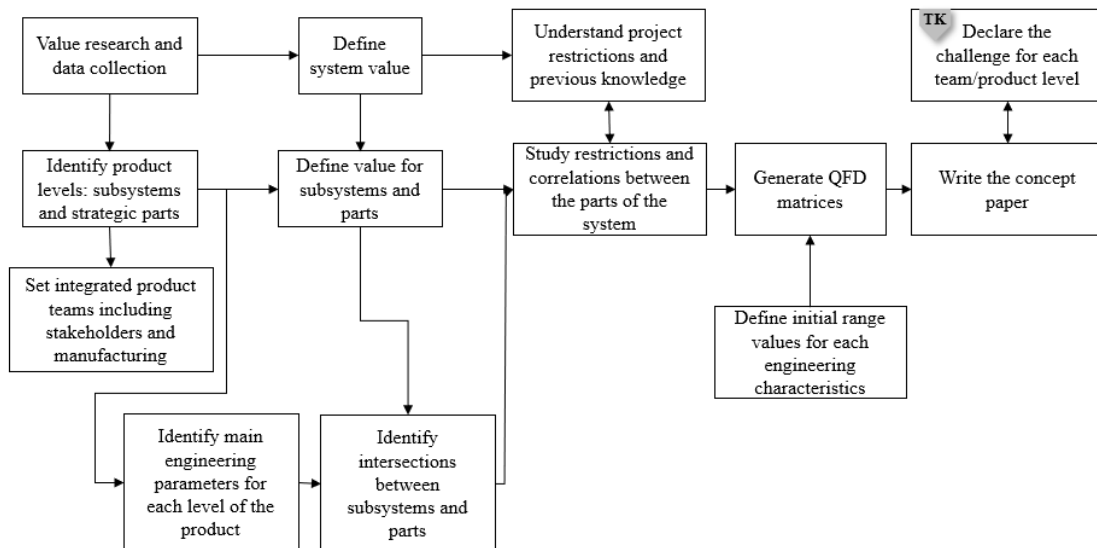 Value research and
data collection
Define
system value
Understand project
restrictions and
previous knowledge
TK
Declare the
challenge for each
team/product level
Identify product
levels: subsystems
and strategic parts
Define value for
subsystems and
parts
Study restrictions and
correlations between
the parts of the
system
Generate QFD
matrices
Write the concept
paper
Set integrated product
teams including
stakeholders and
manufacturing
Define initial range
values for each
engineering
characteristics
Identify main
engineering
parameters for
each level of the
product
Identify
intersections
between
subsystems and
parts